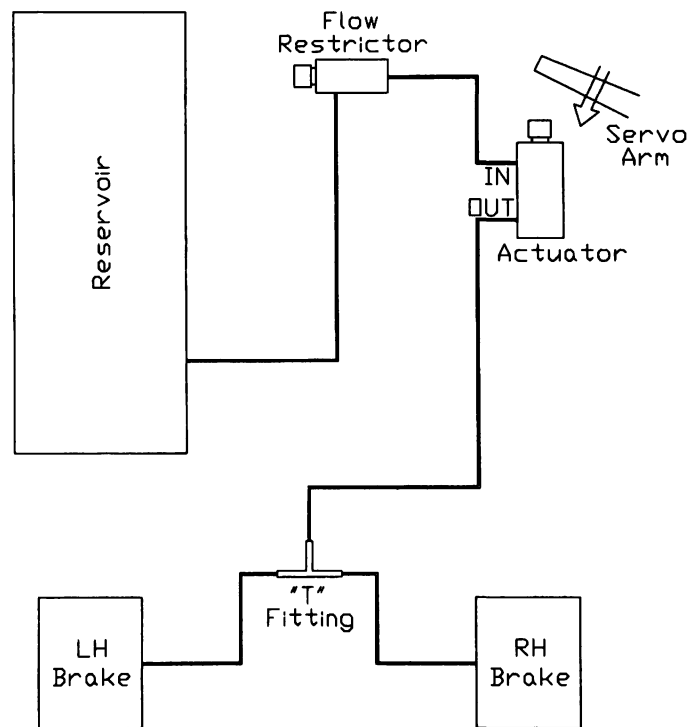 Flow
Restrictor
Servo
Arm
IN
OUT
Actuator
Reservoir
"T"
Fitting
LH
Brake
RH
Brake